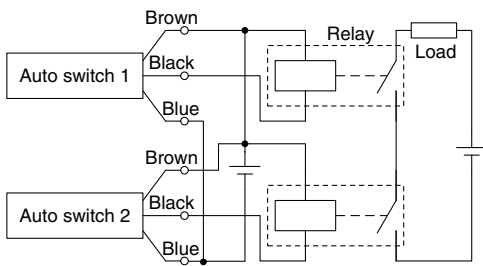 Brown
Relay
Load
Auto switch 1
Black
Blue
Brown
Auto switch 2
Black
Blue